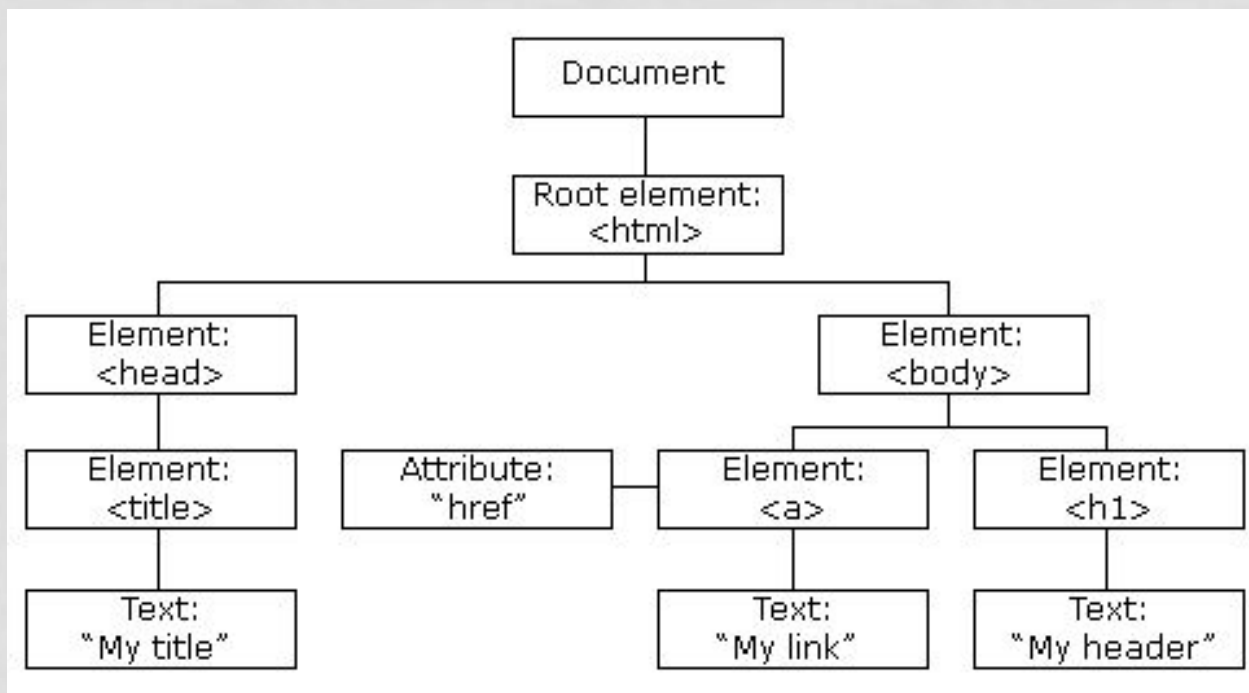 Document
Root element:
<html>
Element:
<head>
Element:
<body>
Element:
<title>
Attribute:
“href”
Element:
<a>
Element:
<h1>
Text:
“My title”
Text:
“My link”
Text:
“My header”